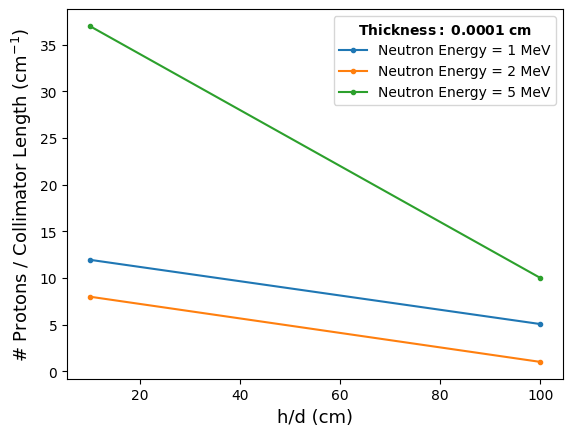 Thickness: 0.0001 cm
Neutron Energy = 1 MeV
Neutron Energy = 2 MeV
Neutron Energy = 5 MeV
# Protons / Collimator Length (cm⁻¹)
35
30
25
20
15
10
5
0
20
40
60
80
100
h/d (cm)